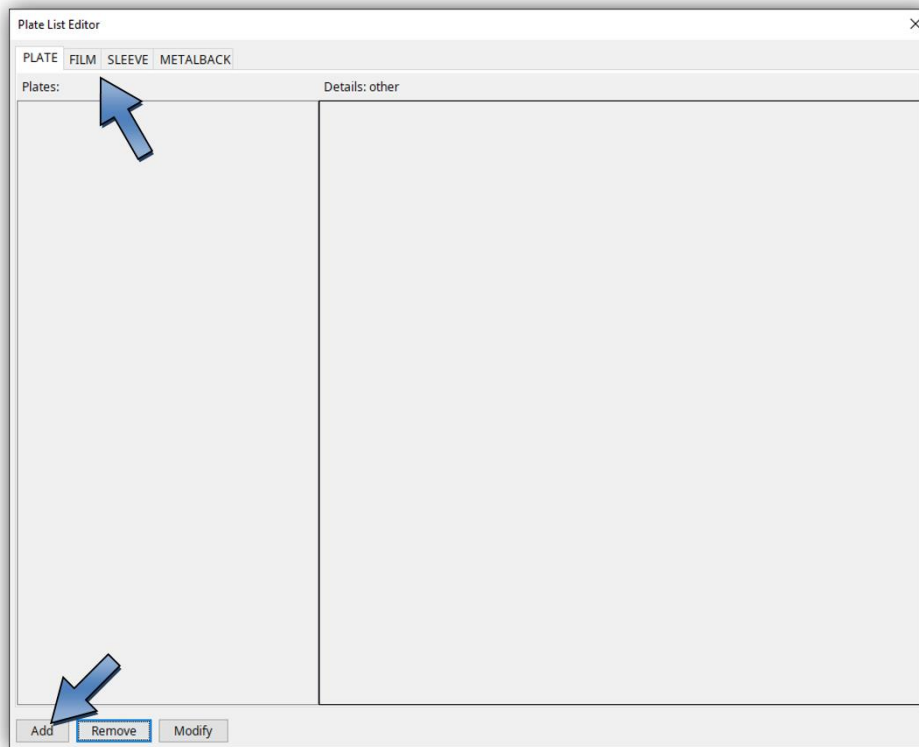 Plate List Editor
PLATE FILM SLEEVE METALBACK
Plates: Details: other
Add Remove Modify